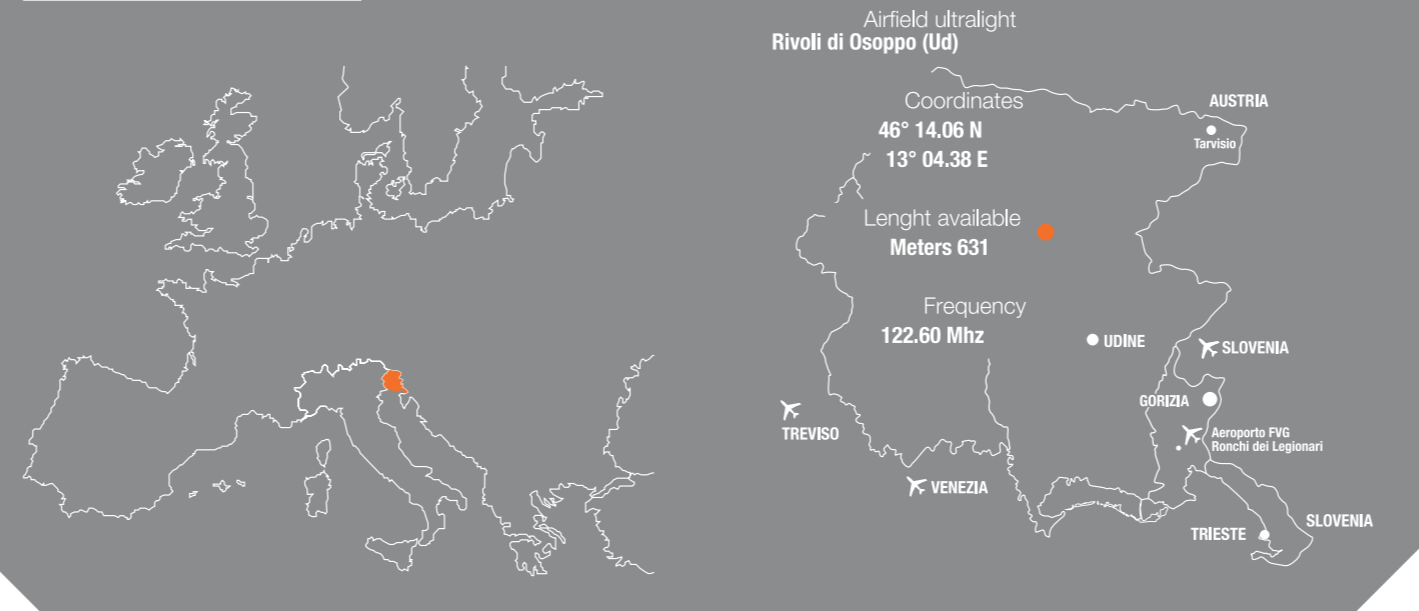 Airfield ultralight
Rivoli di Osoppo (Ud)
Coordinates
46° 14.06 N
13° 04.38 E
Lenght available
Meters 631
Frequency
122.60 Mhz
AUSTRIA
Tarvisio
UDINE
SLOVENIA
GORIZIA
TREVISO
Aeroporto FVG
Ronchi dei Legionari
VENEZIA
SLOVENIA
TRIESTE